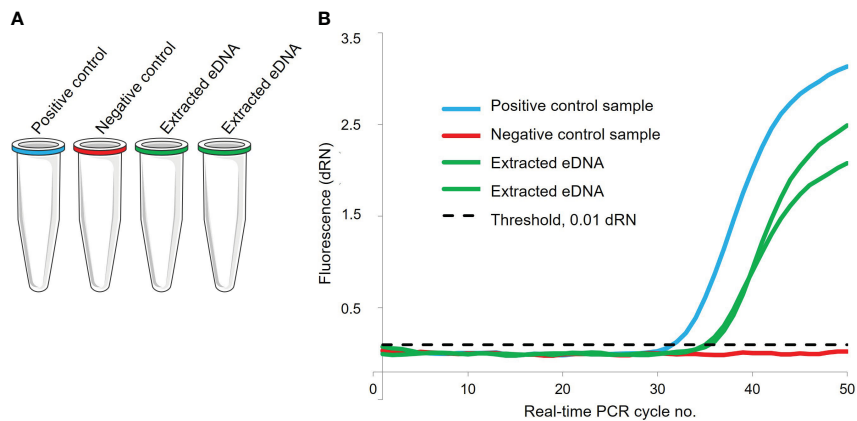 A
Positive control
Negative control
Extracted eDNA
Extracted eDNA
B
3.5
2.5
1.5
0.5
Fluorescence (dRN)
Positive control sample
Negative control sample
Extracted eDNA
Extracted eDNA
Threshold, 0.01 dRN
0 10 20 30 40 50
Real-time PCR cycle no.